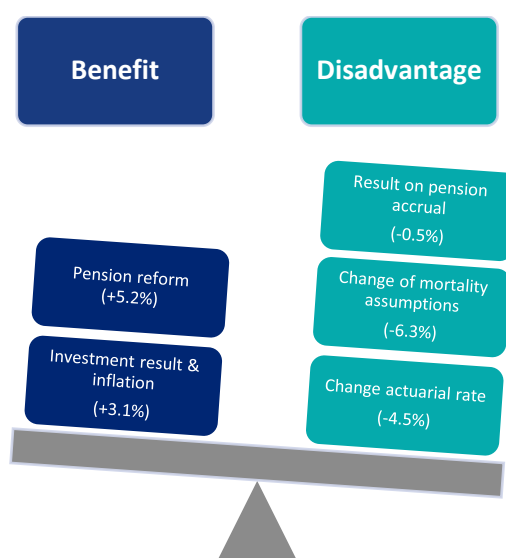 Benefit
Disadvantage
Pension reform
(+5.2%)
Investment result &
inflation
(+3.1%)
Result on pension
accrual
(-0.5%)
Change of mortality
assumptions
(-6.3%)
Change actuarial rate
(-4.5%)